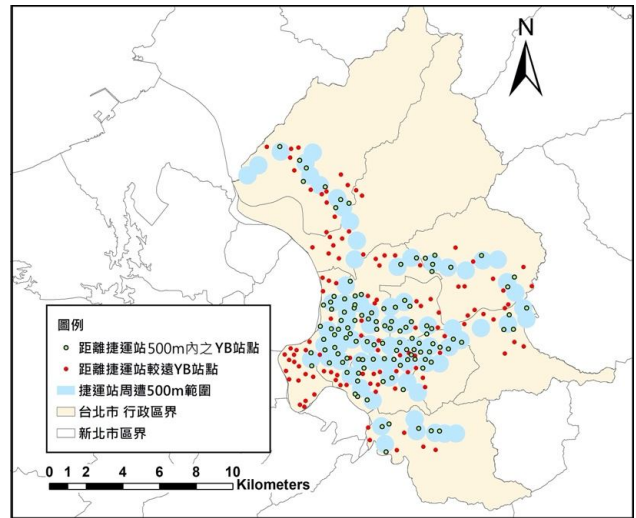 N
圖例
距離捷運站500m內之YB站點
距離捷運站較遠YB站點
捷運站周遭500m範圍
台北市 行政區界
新北市區界
0 1 2 4 6 8 10
Kilometers